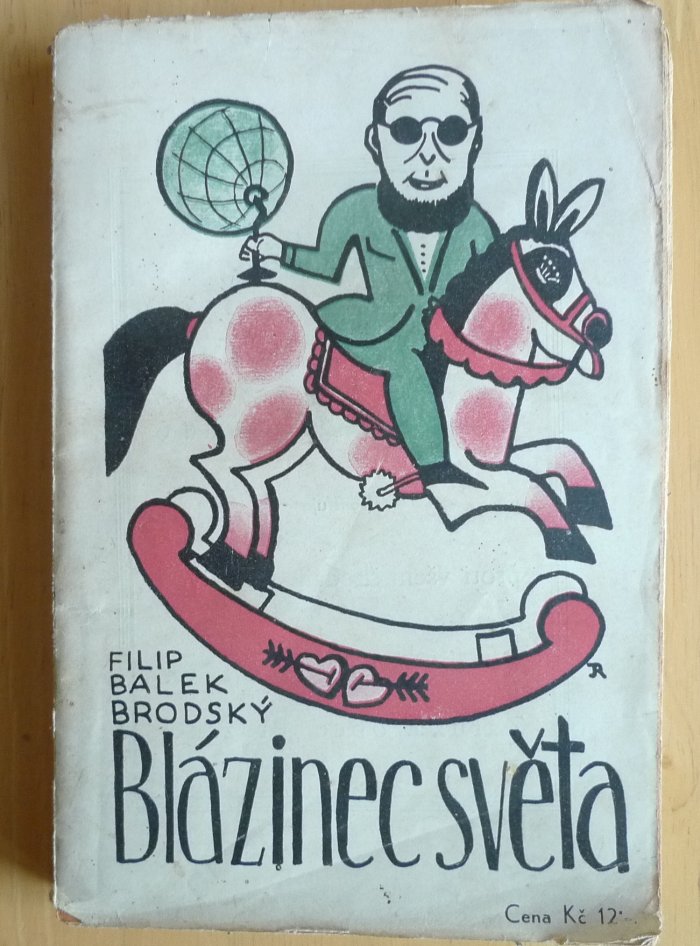 FILIP
BALEK
BRODSKÝ
Blázinec světa
Cena Kč 12·-